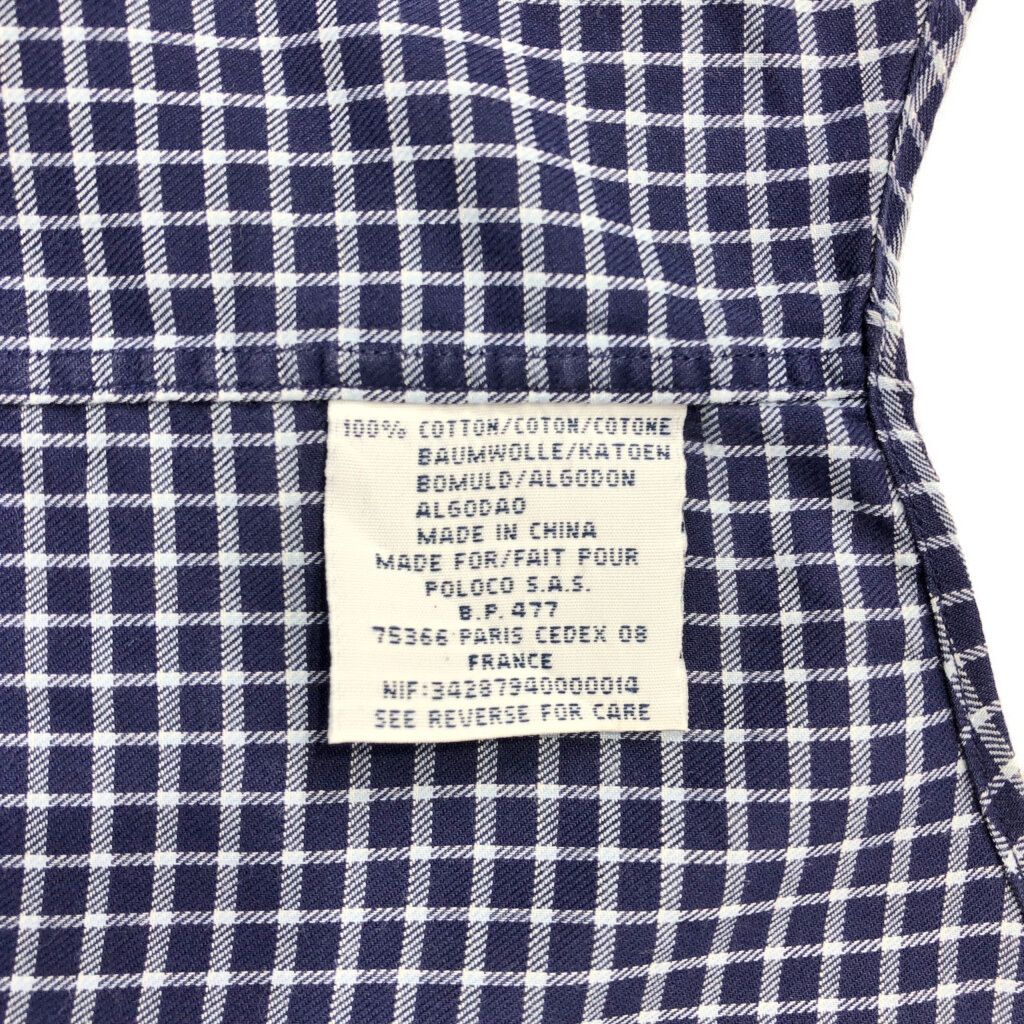 100% COTTON/COTON/COTONE
BAUMWOLLE/KATOEN
BOMULD/ALGODON
ALGODAO
MADE IN CHINA
MADE FOR/FAIT POUR
POLOCO S.A.S.
B.P. 477
75366 PARIS CEDEX 08
FRANCE
NIF:34287940000014
SEE REVERSE FOR CARE